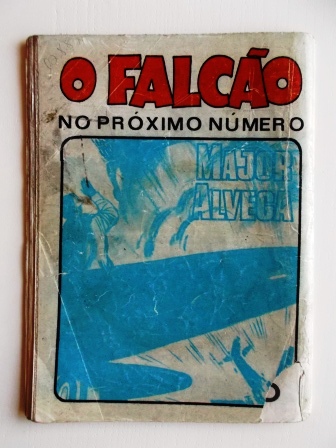 O FALCÃO
NO PRÓXIMO NÚMERO
MAJOR
ALVEGA